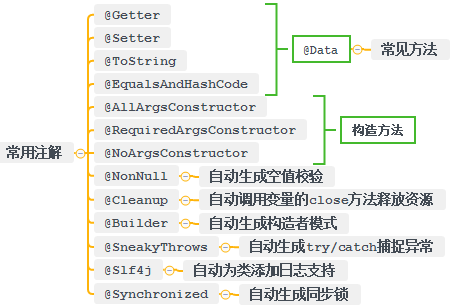 @Getter
@Setter
@Data
常见方法
@ToString
@EqualsAndHashCode
@AllArgsConstructor
@RequiredArgsConstructor
构造方法
常用注解
@NoArgsConstructor
@NonNull
自动生成空值校验
@Cleanup
自动调用变量的close方法释放资源
@Builder
自动生成构造者模式
@SneakyThrows
自动生成try/catch捕捉异常
@Slf4j
自动为类添加日志支持
@Synchronized
自动生成同步锁